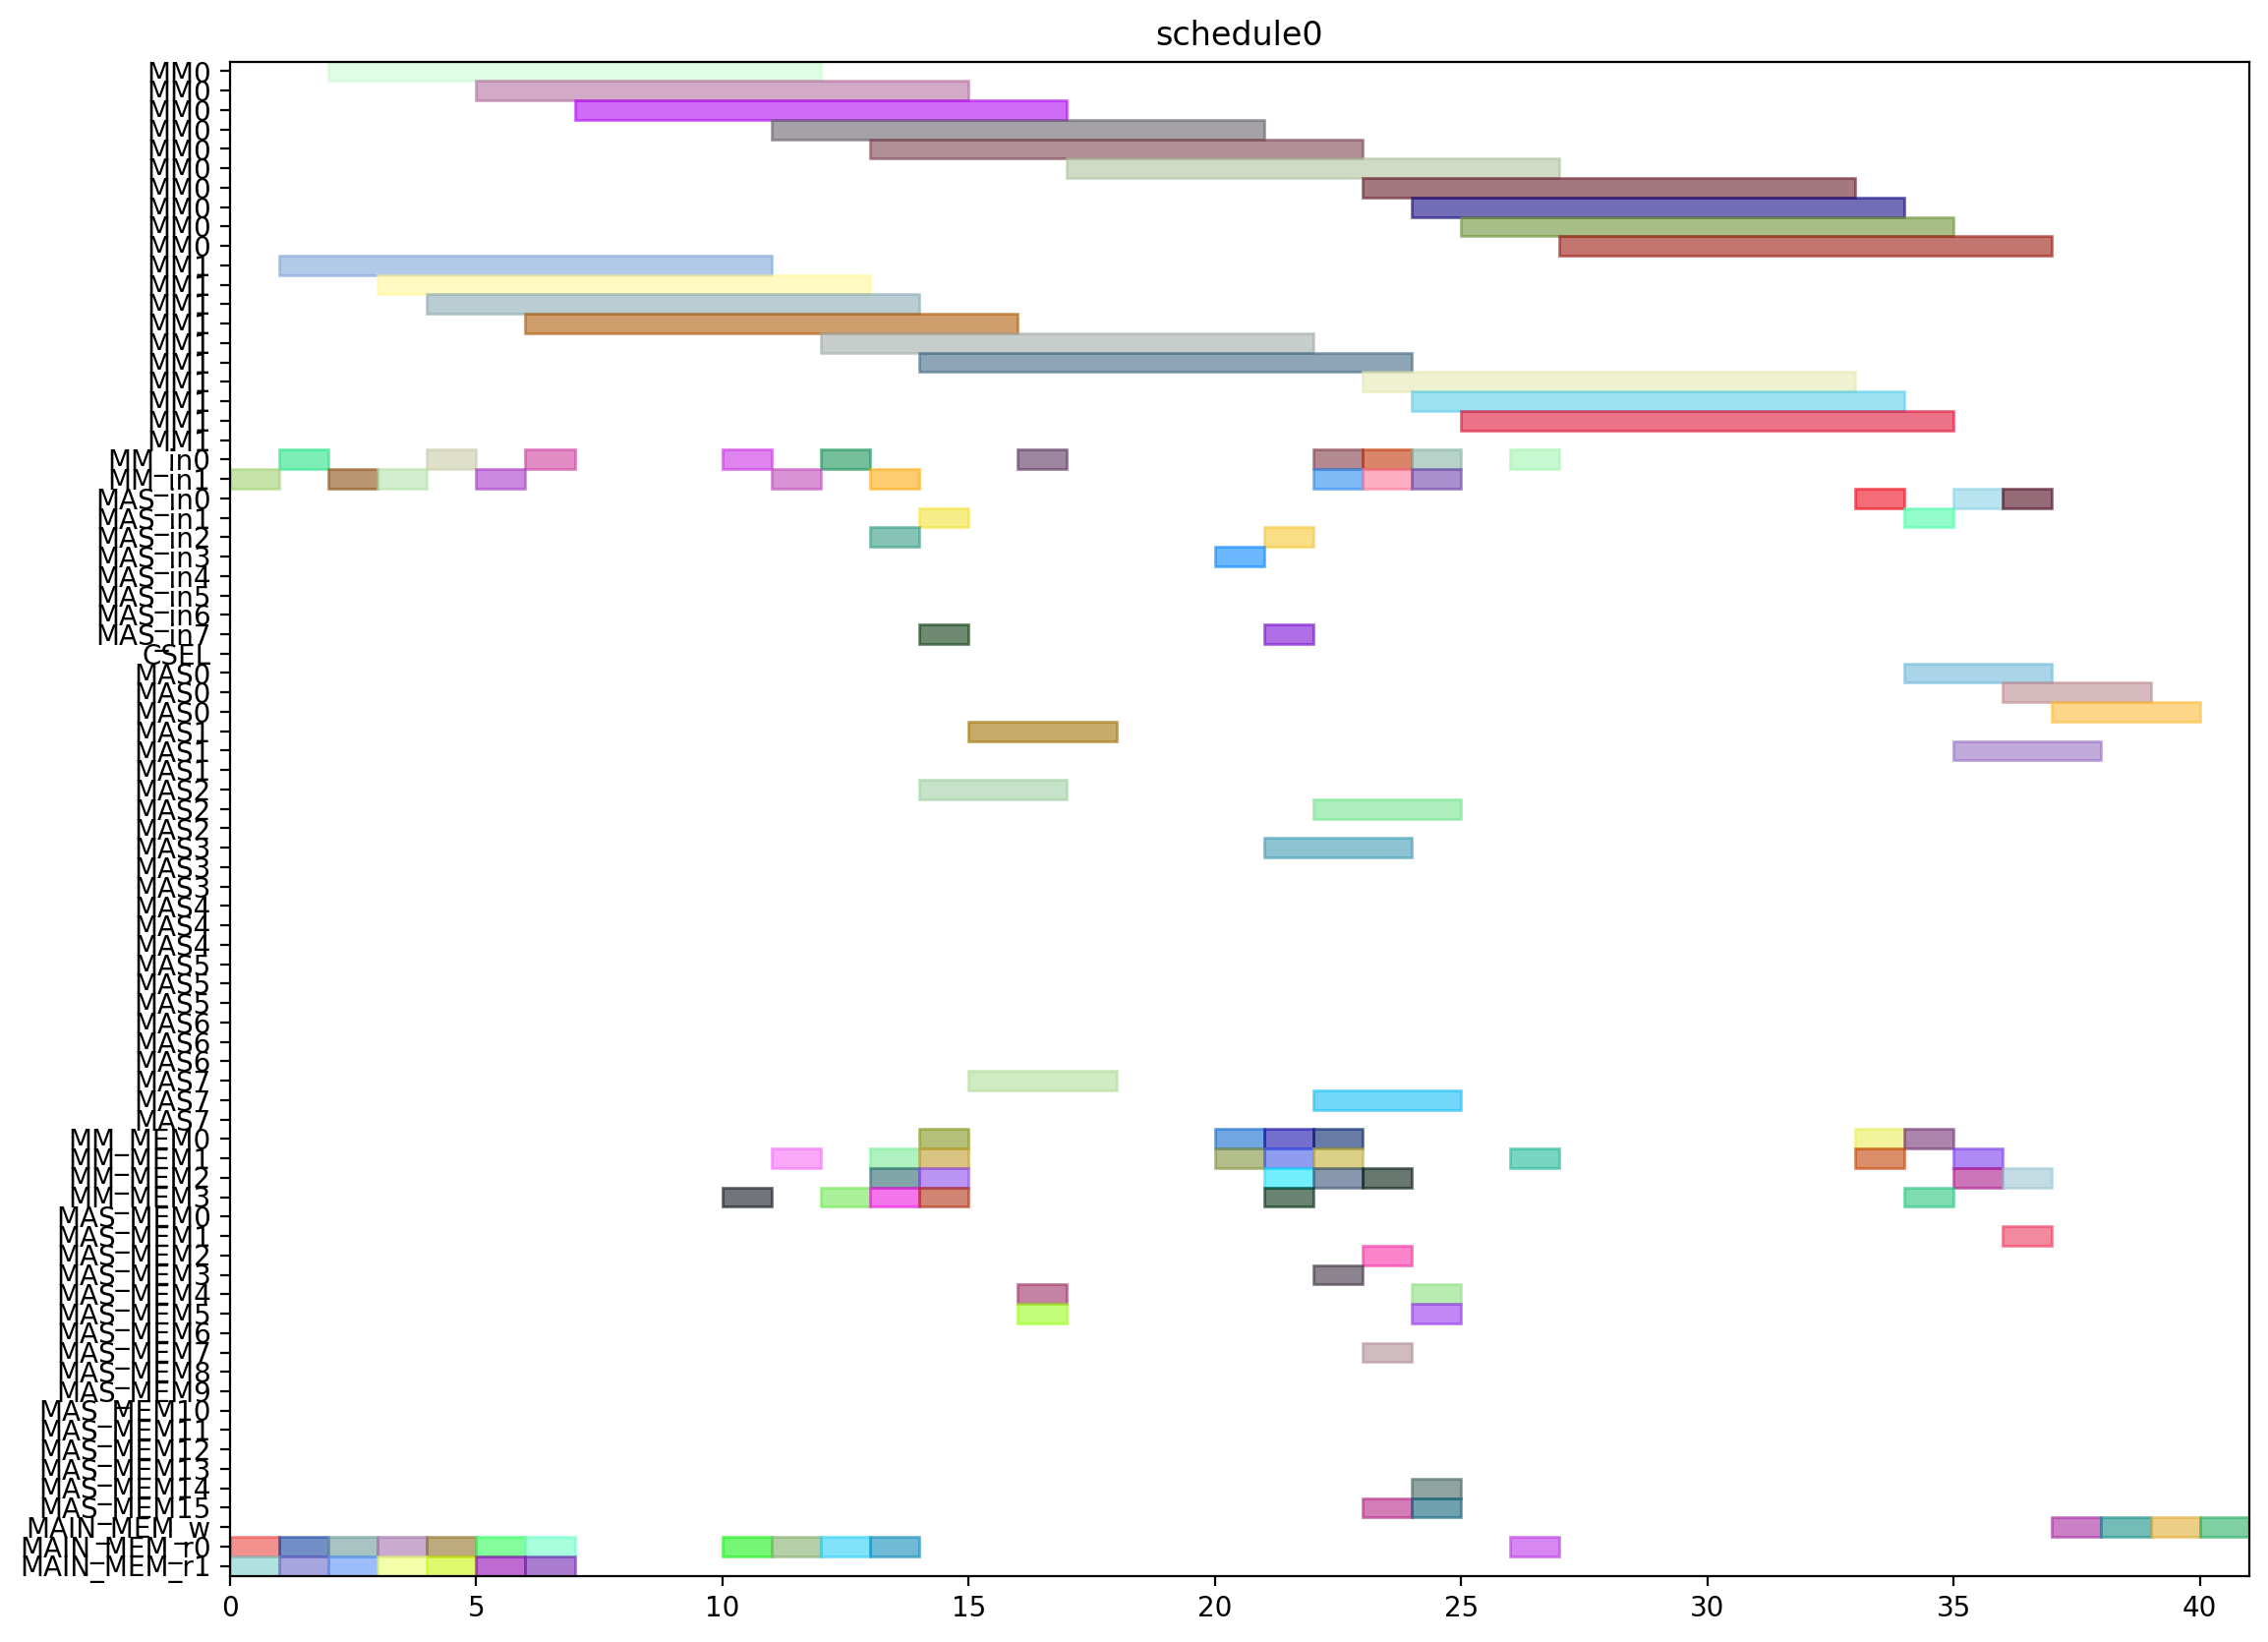 schedule0
MM0
MM0
MM0
MM0
MM0
MM0
MM0
MM0
MM0
MM0
MM1
MM1
MM1
MM1
MM1
MM1
MM1
MM1
MM1
MM1
MM_in0
MM_in1
MAS_in0
MAS_in1
MAS_in2
MAS_in3
MAS_in4
MAS_in5
MAS_in6
MAS_in7
CSEL
MAS0
MAS0
MAS0
MAS1
MAS1
MAS1
MAS2
MAS2
MAS2
MAS3
MAS3
MAS3
MAS4
MAS4
MAS4
MAS5
MAS5
MAS5
MAS6
MAS6
MAS6
MAS7
MAS7
MAS7
MM_MEM0
MM_MEM1
MM_MEM2
MM_MEM3
MAS_MEM0
MAS_MEM1
MAS_MEM2
MAS_MEM3
MAS_MEM4
MAS_MEM5
MAS_MEM6
MAS_MEM7
MAS_MEM8
MAS_MEM9
MAS_MEM10
MAS_MEM11
MAS_MEM12
MAS_MEM13
MAS_MEM14
MAS_MEM15
MAIN_MEM_w
MAIN_MEM_r0
MAIN_MEM_r1
0 5 10 15 20 25 30 35 40